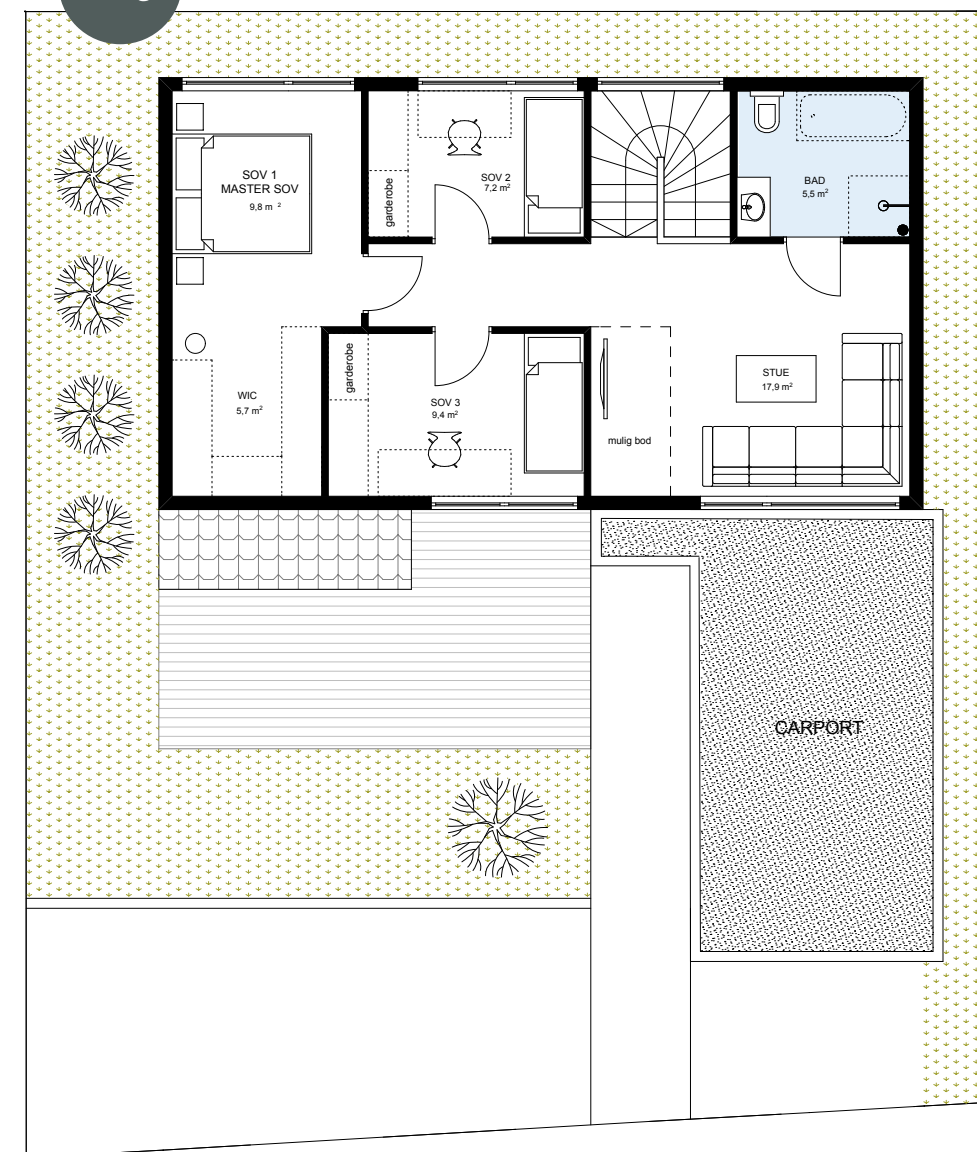 SOV 1
MASTER SOV
9,8 m ²
garderobe
SOV 2
7,2 m²
BAD
5,5 m²
WIC
5,7 m²
garderobe
SOV 3
9,4 m²
mulig bod
STUE
17,9 m²
CARPORT